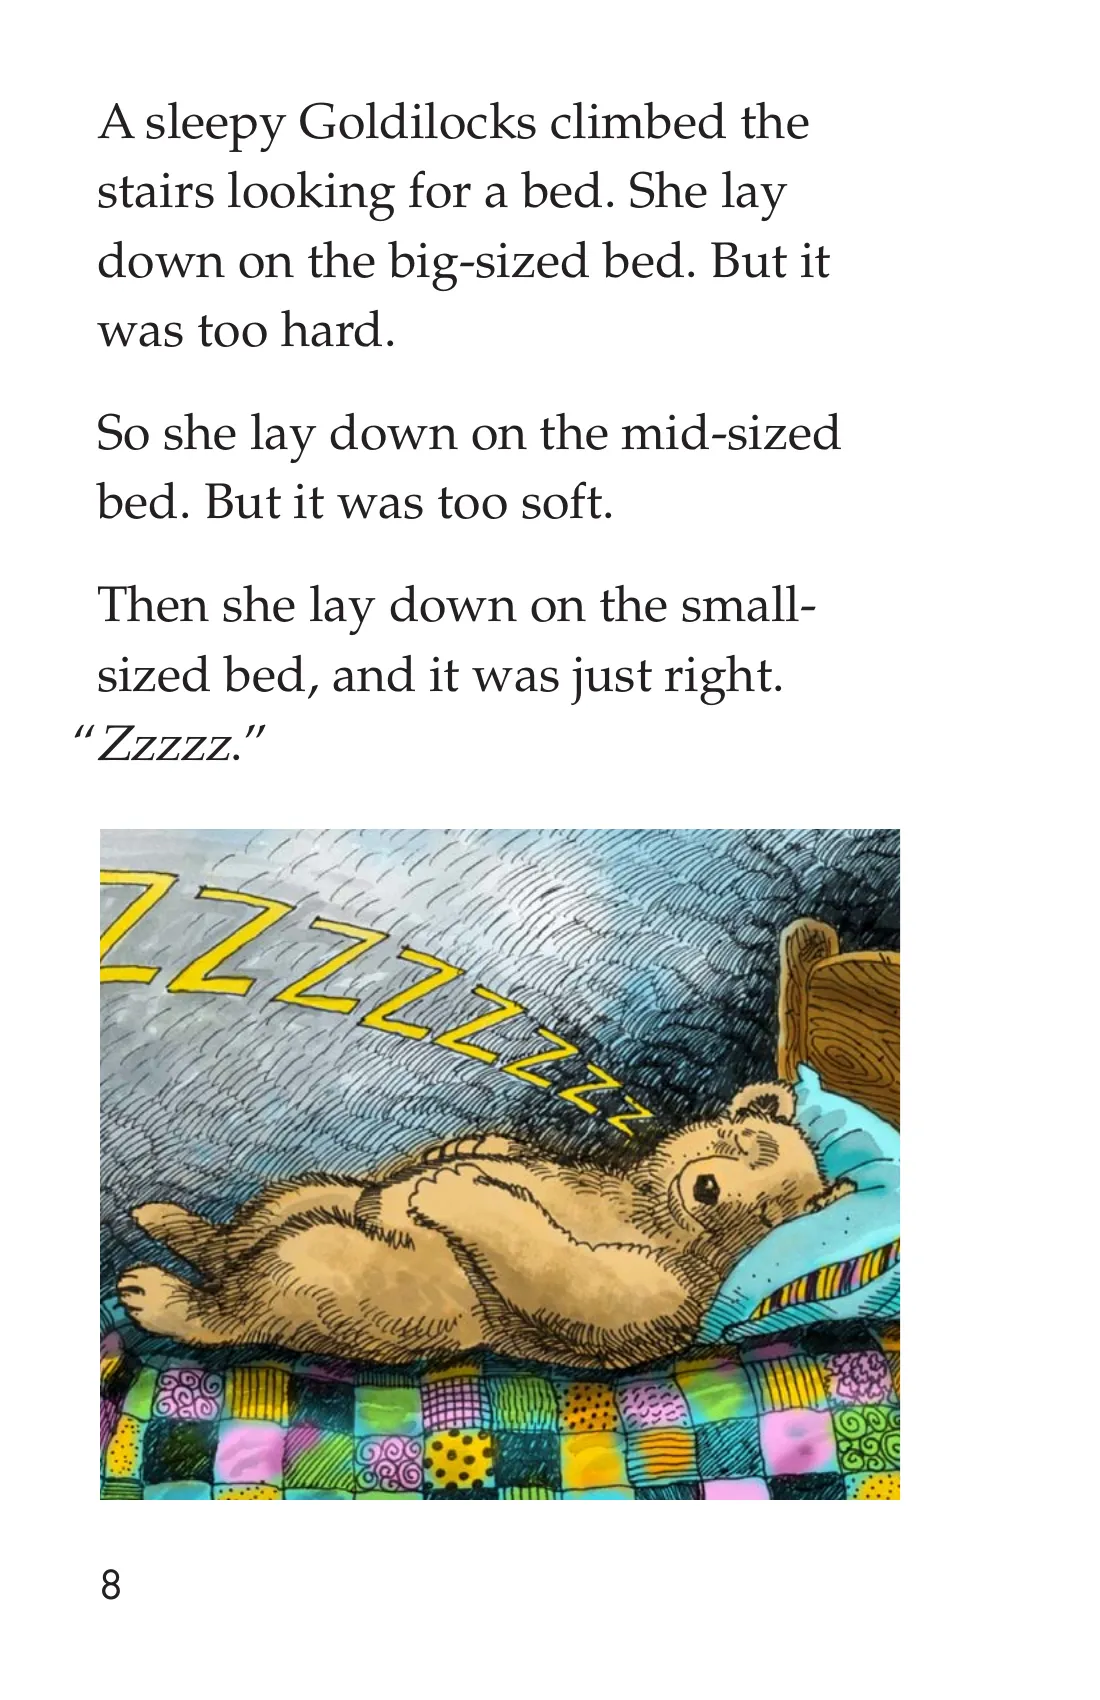 A sleepy Goldilocks climbed the
stairs looking for a bed. She lay
down on the big-sized bed. But it
was too hard.
So she lay down on the mid-sized
bed. But it was too soft.
Then she lay down on the small-
sized bed, and it was just right.
“Zzzzz.”
ZZZZZZZZ
8